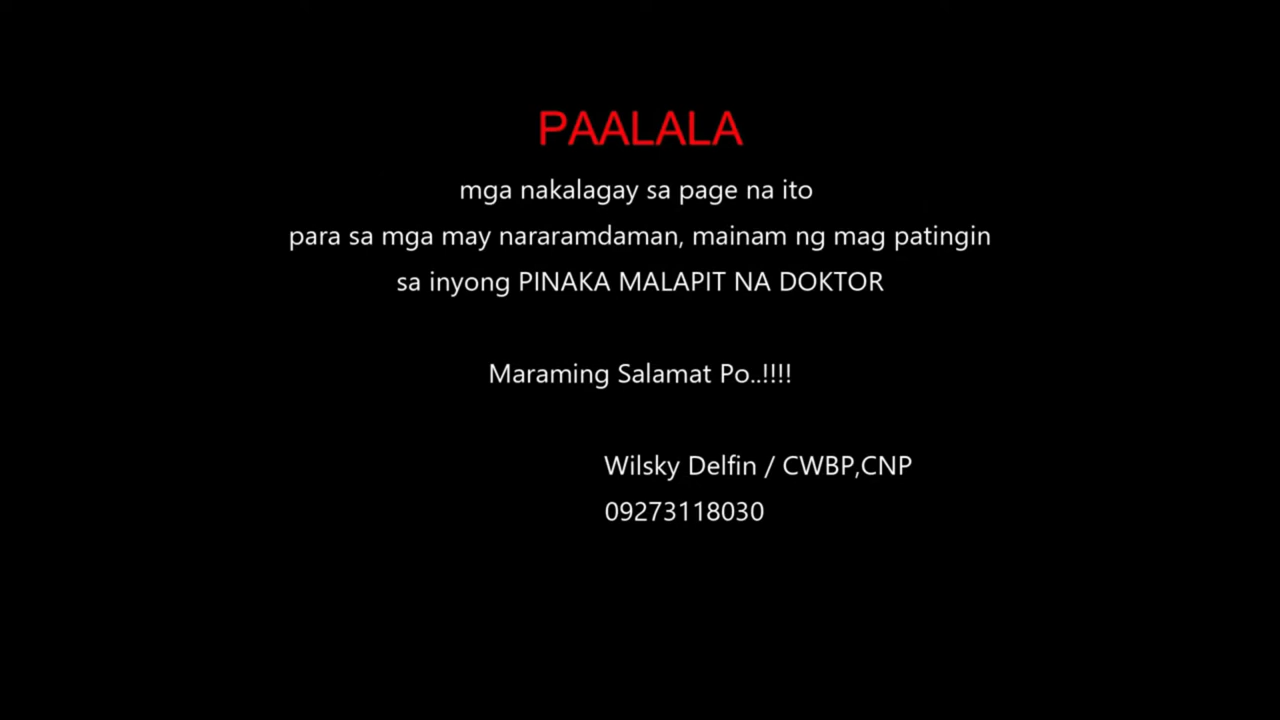 PAALALA
mga nakalagay sa page na ito
para sa mga may nararamdaman, mainam ng mag patingin
sa inyong PINAKA MALAPIT NA DOKTOR
Maraming Salamat Po..!!!!
Wilsky Delfin / CWBP,CNP
09273118030